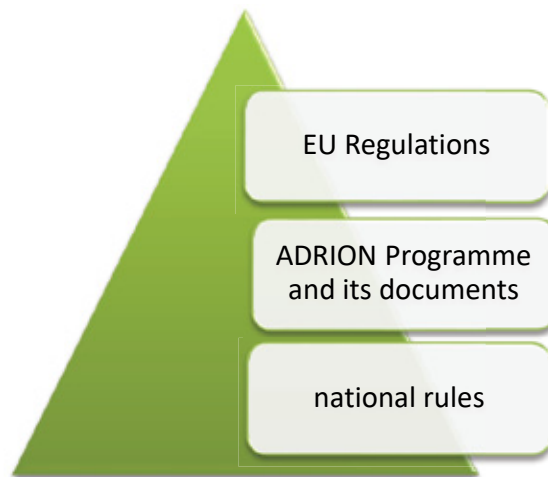 EU Regulations
ADRION Programme
and its documents
national rules